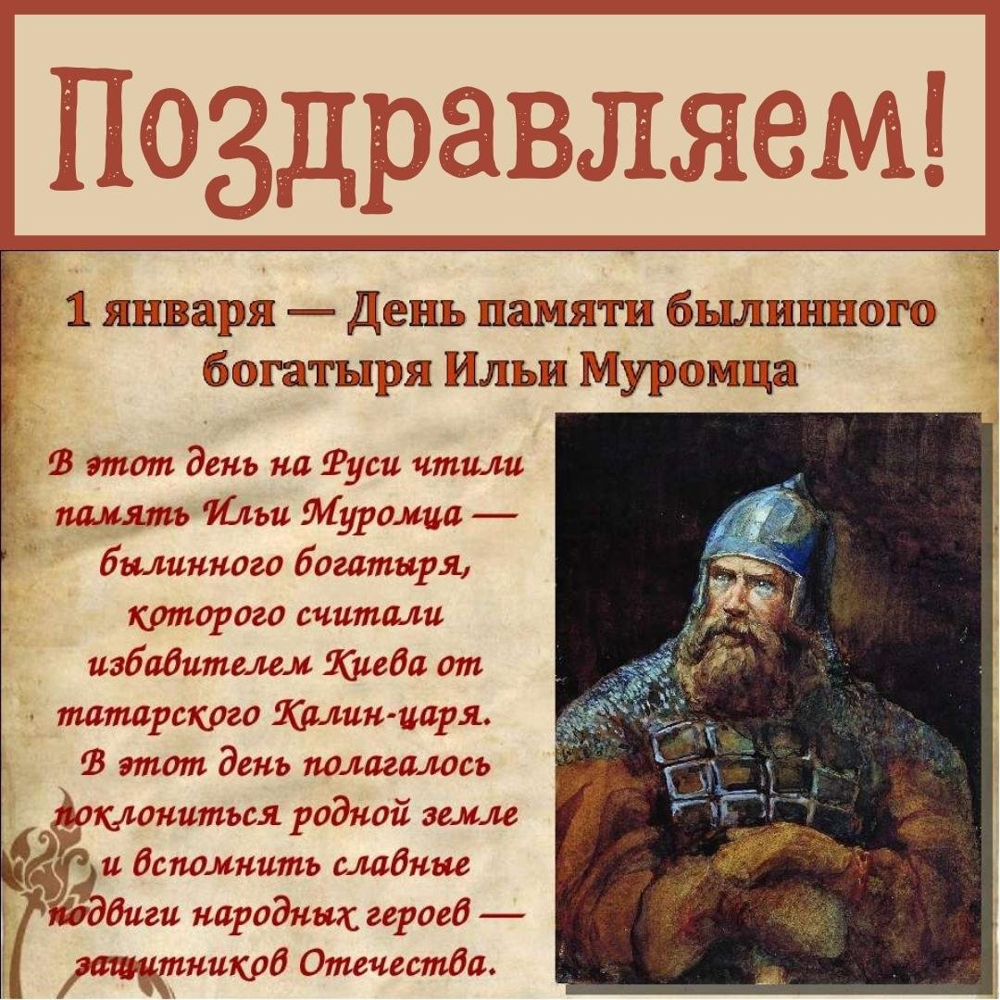 Поздравляем!
1 января — День памяти былинного
богатыря Ильи Муромца
В этот день на Руси чтили
память Ильи Муромца —
былинного богатыря,
которого считали
избавителем Киева от
татарского Калин-царя.
В этот день полагалось
поклониться родной земле
и вспомнить славные
подвиги народных героев —
защитников Отечества.